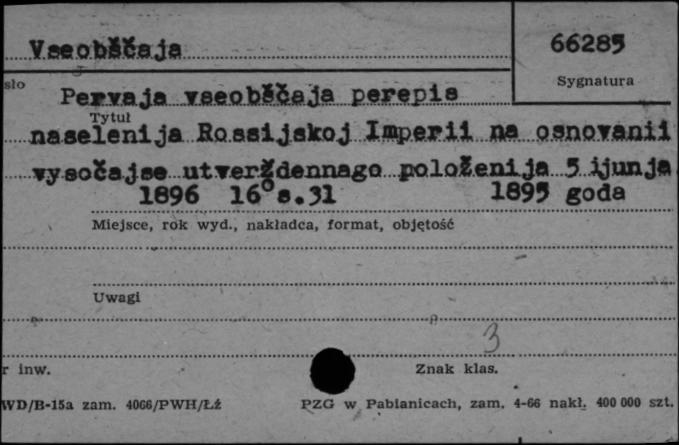 Vseobščaja
66285
Sygnatura
sło
Pervaja vseobščaja perepis
Tytuł
naselenija Rossijskoj Imperii na osnovanii
vysočajse utverždennago položenija 5 ijunja
1896 16° s.31 1895 goda
Miejsce, rok wyd., nakładca, format, objętość
Uwagi
3
r inw.
Znak klas.
WD/B-15a zam. 4066/PWH/Łż
PZG w Pabianicach, zam. 4-66 nakł. 400 000 szt.